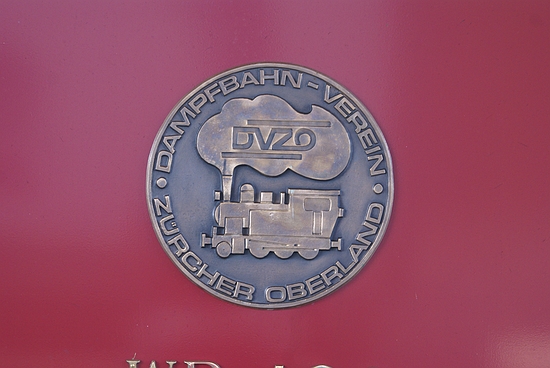 DAMPFBAHN-VEREIN
DVZO
ZÜRCHER OBERLAND